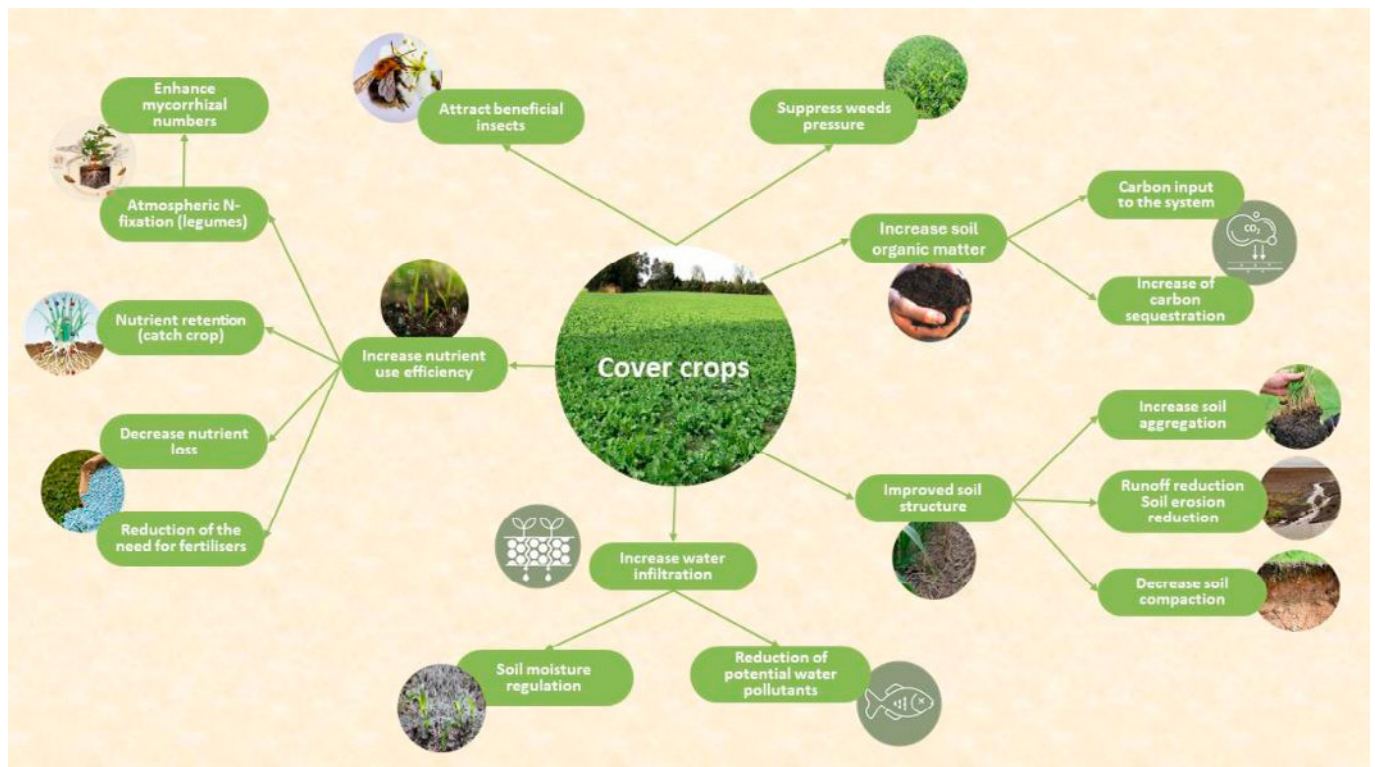 Enhance
mycorrhizal
numbers
Attract beneficial
insects
Suppress weeds
pressure
Atmospheric N-
fixation (legumes)
Carbon input
to the system
CO₂
Increase soil
organic matter
Increase of
carbon
sequestration
Nutrient retention
(catch crop)
Increase nutrient
use efficiency
Cover crops
Decrease nutrient
loss
Increase soil
aggregation
Improved soil
structure
Runoff reduction
Soil erosion
reduction
Reduction of the
need for fertilisers
Increase water
infiltration
Decrease soil
compaction
Soil moisture
regulation
Reduction of
potential water
pollutants